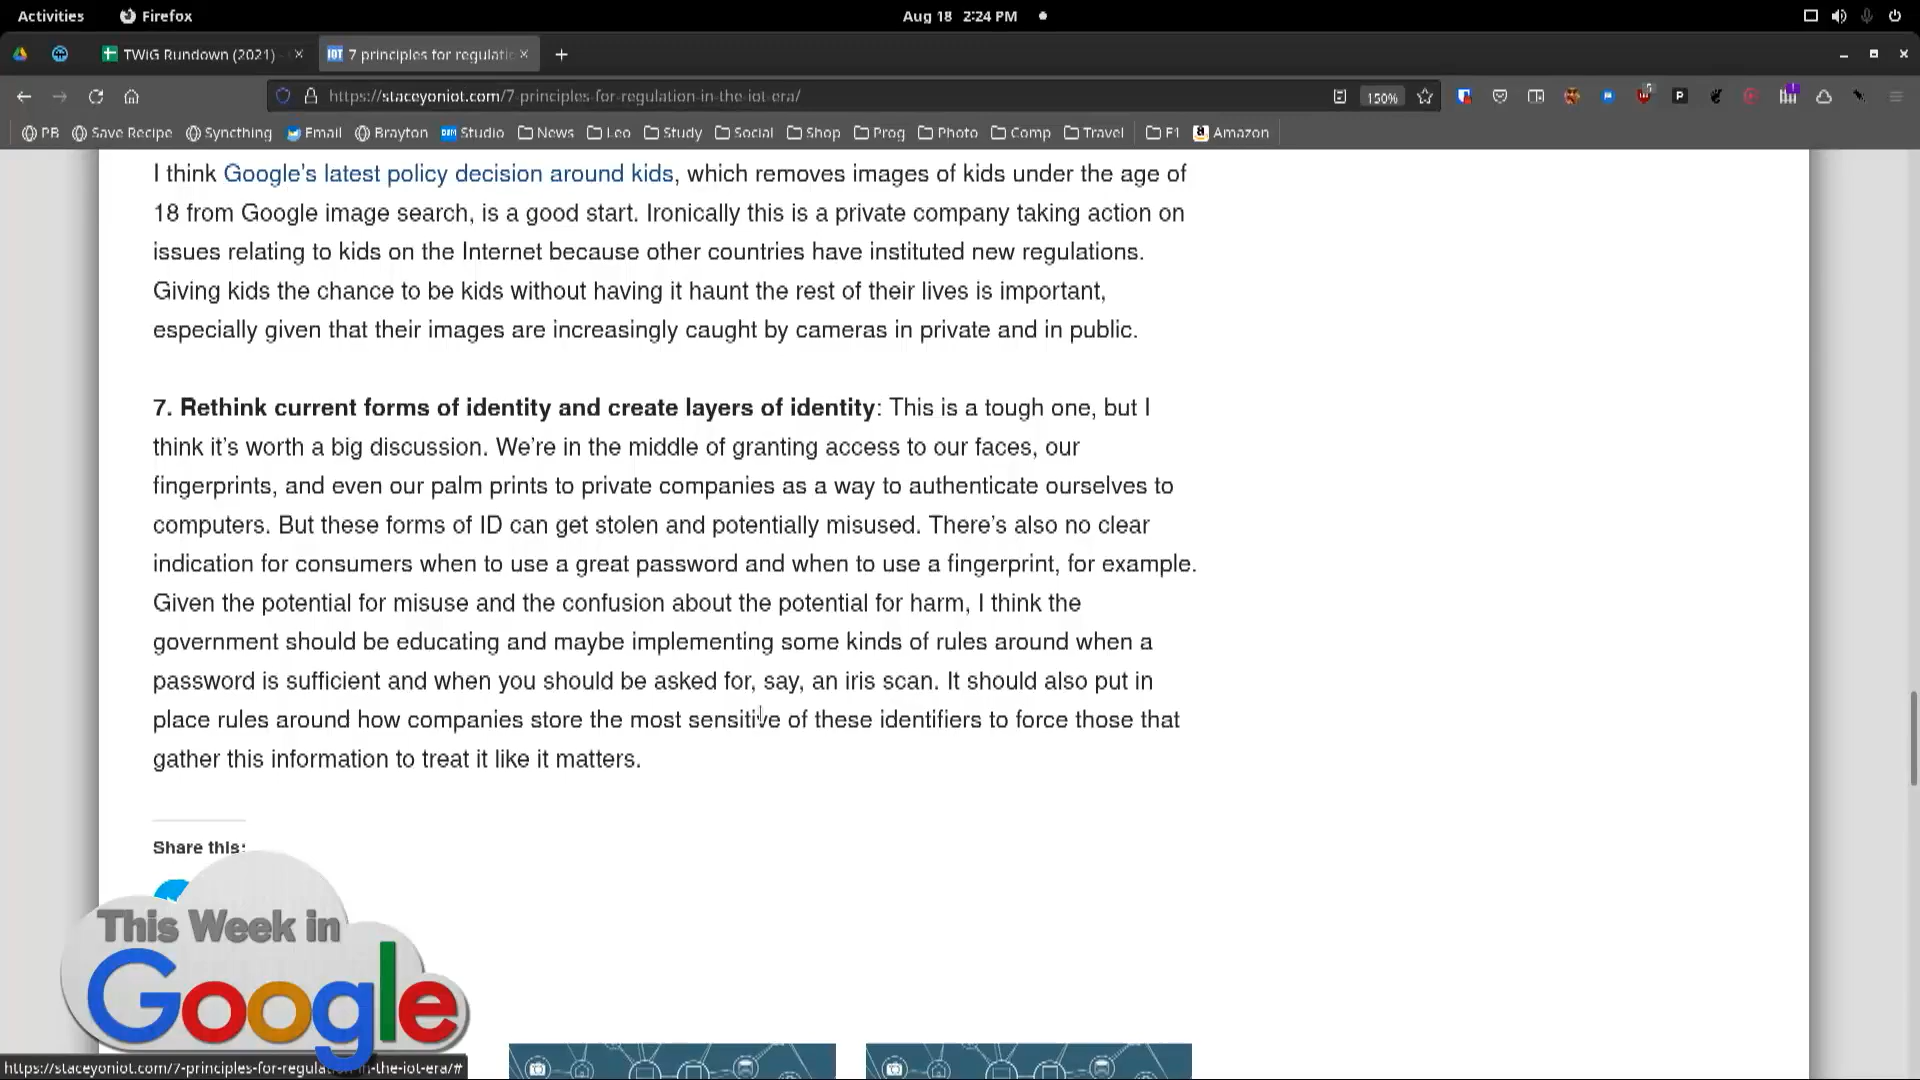 Activities Firefox Aug 18 2:24 PM
TWiG Rundown (2021) 7 principles for regulati
https://staceyoniot.com/7-principles-for-regulation-in-the-iot-era/ 150%
PB Save Recipe Syncthing Email Brayton Studio News Leo Study Social Shop Prog Photo Comp Travel F1 Amazon
I think Google’s latest policy decision around kids, which removes images of kids under the age of
18 from Google image search, is a good start. Ironically this is a private company taking action on
issues relating to kids on the Internet because other countries have instituted new regulations.
Giving kids the chance to be kids without having it haunt the rest of their lives is important,
especially given that their images are increasingly caught by cameras in private and in public.
7. Rethink current forms of identity and create layers of identity: This is a tough one, but I
think it’s worth a big discussion. We’re in the middle of granting access to our faces, our
fingerprints, and even our palm prints to private companies as a way to authenticate ourselves to
computers. But these forms of ID can get stolen and potentially misused. There’s also no clear
indication for consumers when to use a great password and when to use a fingerprint, for example.
Given the potential for misuse and the confusion about the potential for harm, I think the
government should be educating and maybe implementing some kinds of rules around when a
password is sufficient and when you should be asked for, say, an iris scan. It should also put in
place rules around how companies store the most sensitive of these identifiers to force those that
gather this information to treat it like it matters.
Share this:
This Week in
Google
https://staceyoniot.com/7-principles-for-regula n-the-iot-era/#